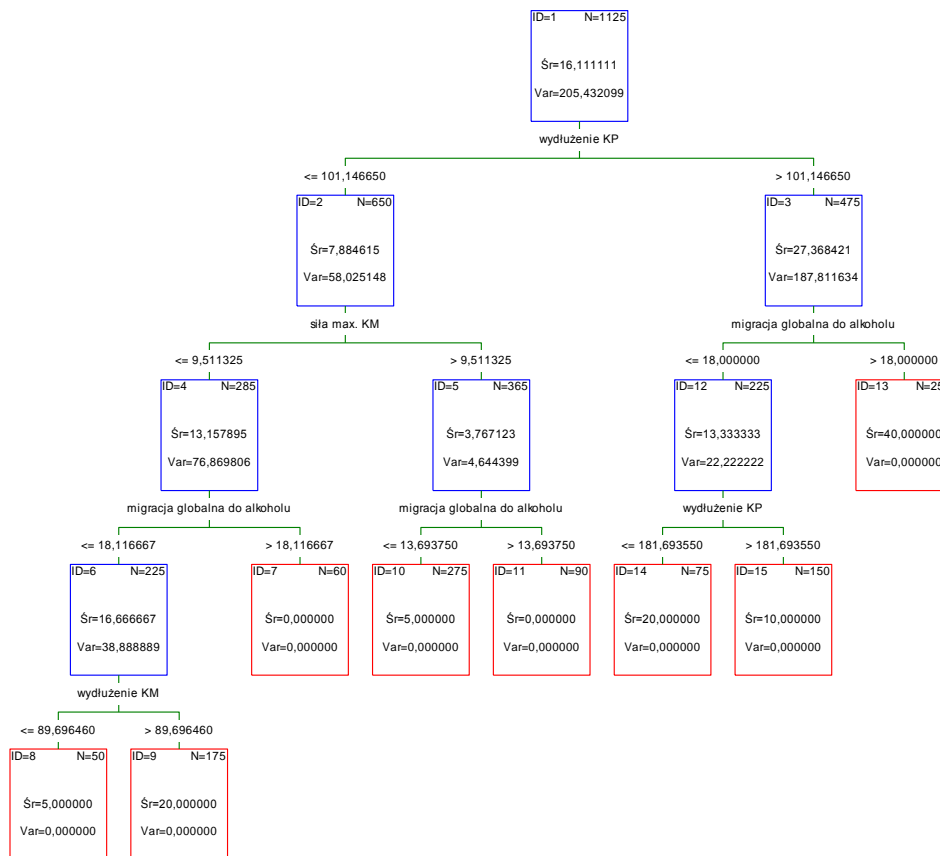 ID=1 N=1125
Śr=16,111111
Var=205,432099
wydłużenie KP
<= 101,146650 > 101,146650
ID=2 N=650 ID=3 N=475
Śr=7,884615 Śr=27,368421
Var=58,025148 Var=187,811634
siła max. KM migracja globalna do alkoholu
<= 9,511325 > 9,511325 <= 18,000000 > 18,000000
ID=4 N=285 ID=5 N=365 ID=12 N=225 ID=13 N=25
Śr=13,157895 Śr=3,767123 Śr=13,333333 Śr=40,000000
Var=76,869806 Var=4,644399 Var=22,222222 Var=0,000000
migracja globalna do alkoholu migracja globalna do alkoholu wydłużenie KP
<= 18,116667 > 18,116667 <= 13,693750 > 13,693750 <= 181,693550 > 181,693550
ID=6 N=225 ID=7 N=60 ID=10 N=275 ID=11 N=90 ID=14 N=75 ID=15 N=150
Śr=16,666667 Śr=0,000000 Śr=5,000000 Śr=0,000000 Śr=20,000000 Śr=10,000000
Var=38,888889 Var=0,000000 Var=0,000000 Var=0,000000 Var=0,000000 Var=0,000000
wydłużenie KM
<= 89,696460 > 89,696460
ID=8 N=50 ID=9 N=175
Śr=5,000000 Śr=20,000000
Var=0,000000 Var=0,000000